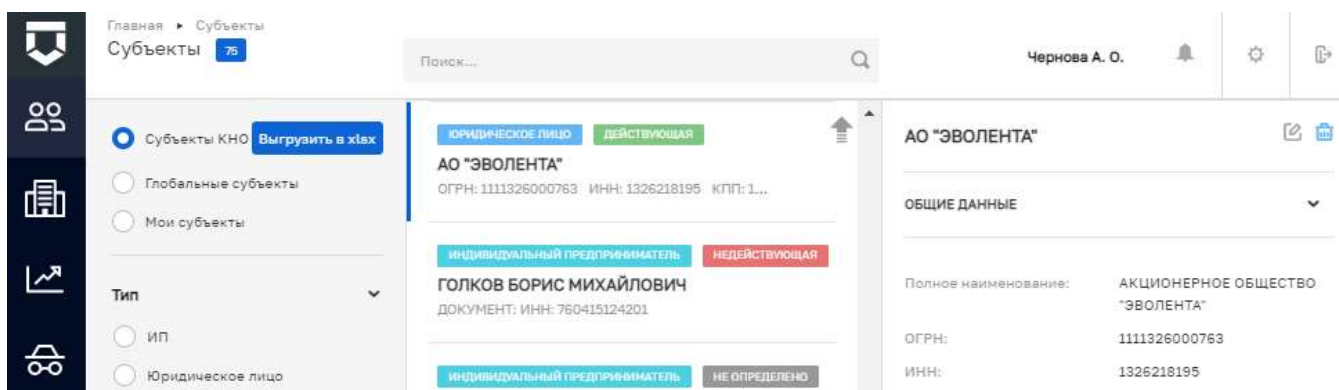 Главная ▸ Субъекты
Субъекты 75
Поиск...
Чернова А. О.
Субъекты КНО Выгрузить в xlsx
Глобальные субъекты
Мои субъекты
Тип
ИП
Юридическое лицо
ЮРИДИЧЕСКОЕ ЛИЦО ДЕЙСТВУЮЩАЯ
АО "ЭВОЛЕНТА"
ОГРН: 1111326000763 ИНН: 1326218195 КПП: 1...
ИНДИВИДУАЛЬНЫЙ ПРЕДПРИНИМАТЕЛЬ НЕДЕЙСТВУЮЩАЯ
ГОЛКОВ БОРИС МИХАЙЛОВИЧ
ДОКУМЕНТ: ИНН: 760415124201
ИНДИВИДУАЛЬНЫЙ ПРЕДПРИНИМАТЕЛЬ НЕ ОПРЕДЕЛЕНО
АО "ЭВОЛЕНТА"
ОБЩИЕ ДАННЫЕ
Полное наименование: АКЦИОНЕРНОЕ ОБЩЕСТВО
"ЭВОЛЕНТА"
ОГРН: 1111326000763
ИНН: 1326218195